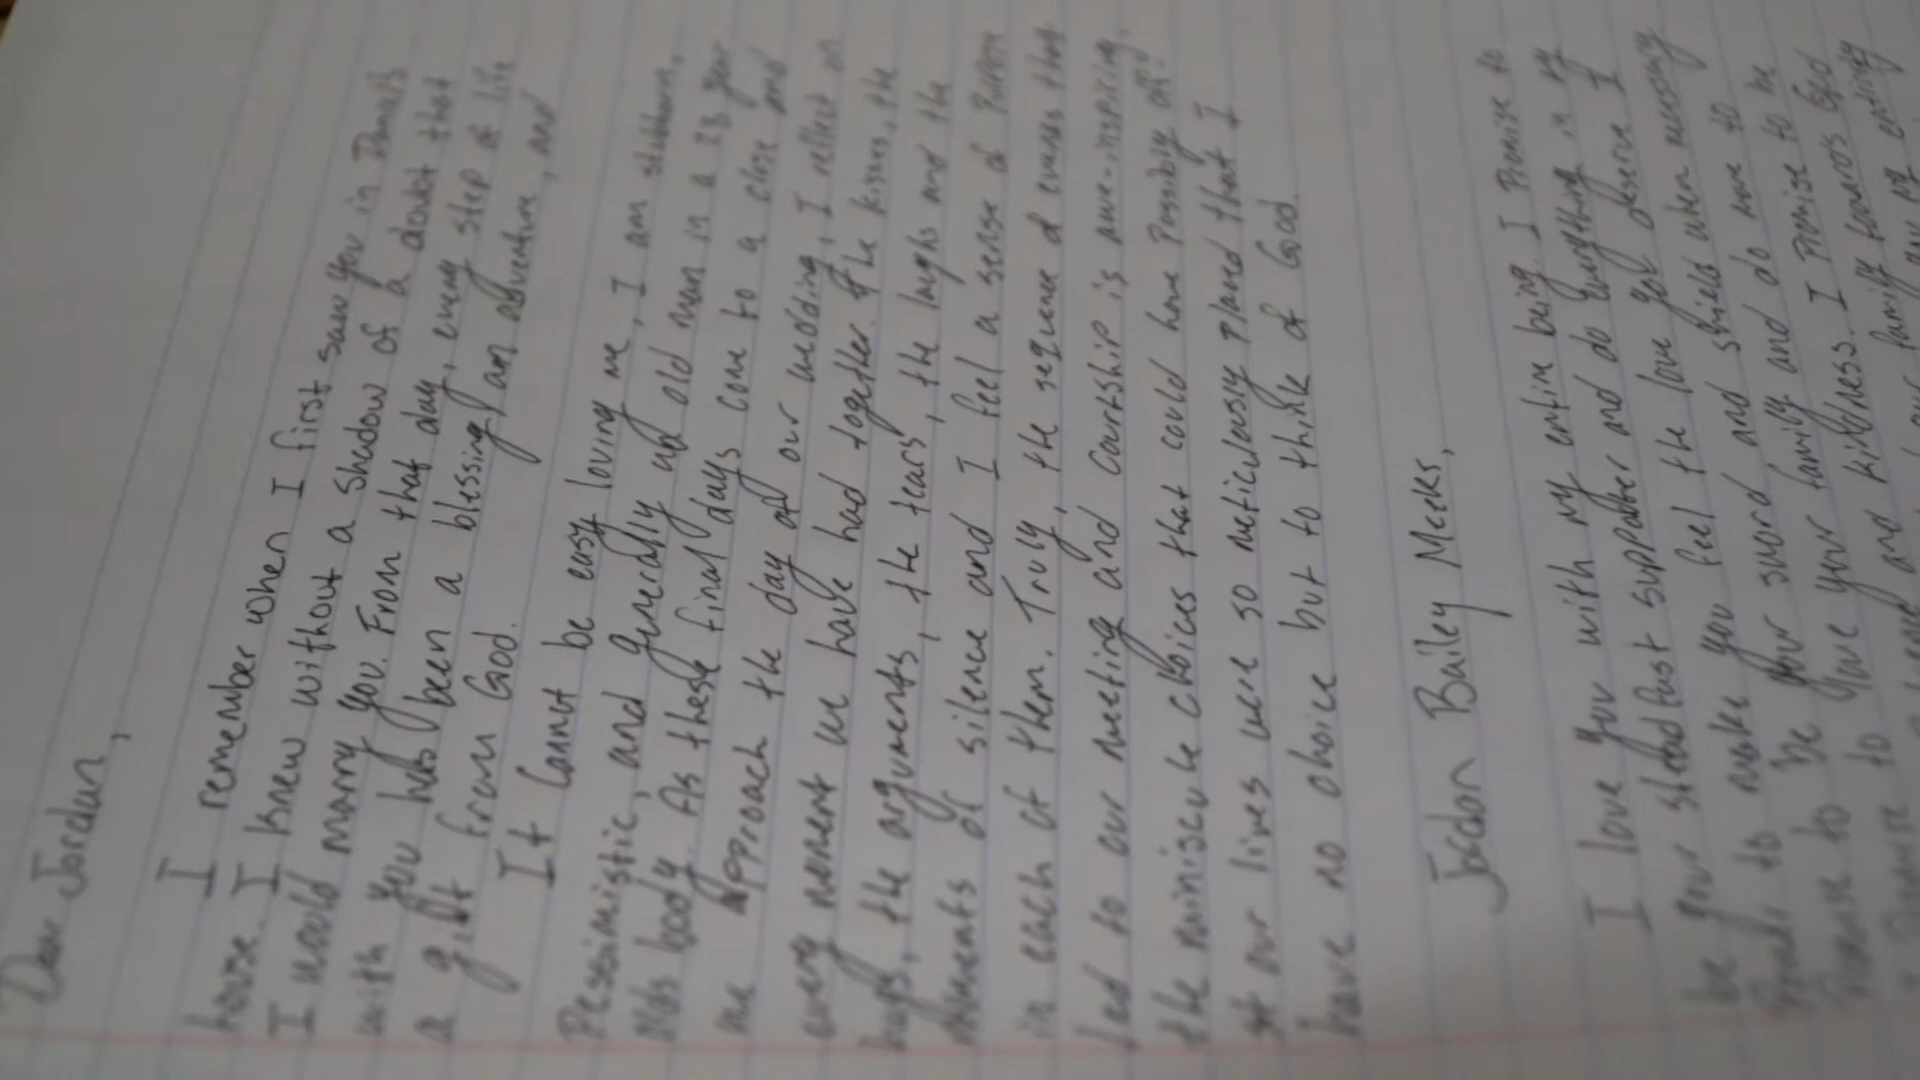 Dear Jordan,
I remember when I first saw you in Daniel's
house. I knew without a shadow of a doubt that
I would marry you. From that day, every step of life
with you has been a blessing, an adventure, and
a gift from God.
It cannot be easy loving me, I am stubborn,
Pessimistic, and generally an old man in a 23 year
olds body. As these final days come to a close and
we approach the day of our wedding, I reflect on
every moment we have had together. The kisses, the
hugs, the arguments, the tears, the laughs and the
moments of silence and I feel a sense of purpose
in each of them. Truly, the sequence of events that
led to our meeting and courtship is awe-inspiring.
the miniscule choices that could have possibly
our lives were so meticulously placed that I
have no choice but to think of God.
Jordan Bailey Meeks,
I love you with my entire being. I Promise to
be your steadfast supporter and do everything in my
to make you feel the love you deserve. I
Promise to be your sword and shield when necessary
to love your family and do more to be
and kindness. I Promise
family towards God